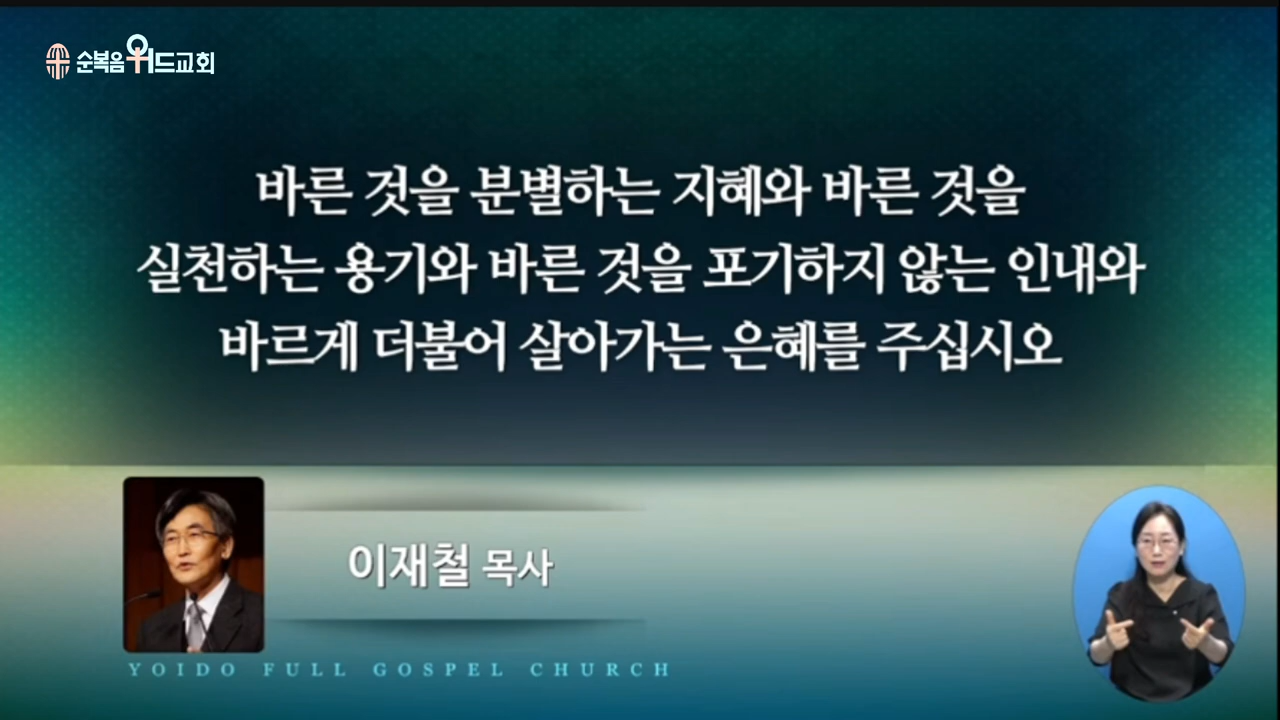 순복음위드교회
바른 것을 분별하는 지혜와 바른 것을
실천하는 용기와 바른 것을 포기하지 않는 인내와
바르게 더불어 살아가는 은혜를 주십시오
이재철 목사
YOIDO FULL GOSPEL CHURCH